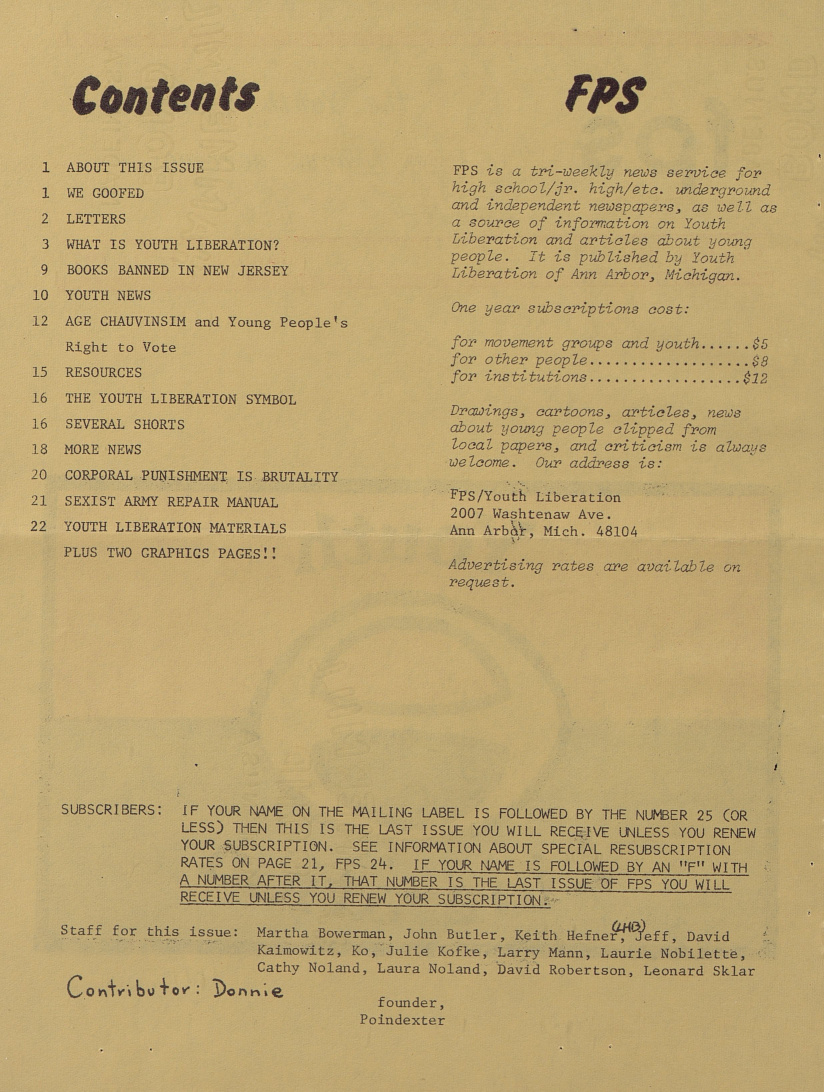 Contents
1 ABOUT THIS ISSUE
1 WE GOOFED
2 LETTERS
3 WHAT IS YOUTH LIBERATION?
9 BOOKS BANNED IN NEW JERSEY
10 YOUTH NEWS
12 AGE CHAUVINSIM and Young People's
Right to Vote
15 RESOURCES
16 THE YOUTH LIBERATION SYMBOL
16 SEVERAL SHORTS
18 MORE NEWS
20 CORPORAL PUNISHMENT IS BRUTALITY
21 SEXIST ARMY REPAIR MANUAL
22 YOUTH LIBERATION MATERIALS
PLUS TWO GRAPHICS PAGES!!
FPS
FPS is a tri-weekly news service for
high school/jr. high/etc. underground
and independent newspapers, as well as
a source of information on Youth
Liberation and articles about young
people. It is published by Youth
Liberation of Ann Arbor, Michigan.
One year subscriptions cost:
for movement groups and youth......$5
for other people...................$8
for institutions..................$12
Drawings, cartoons, articles, news
about young people clipped from
local papers, and criticism is always
welcome. Our address is:
FPS/Youth Liberation
2007 Washtenaw Ave.
Ann Arbor, Mich. 48104
Advertising rates are available on
request.
SUBSCRIBERS: IF YOUR NAME ON THE MAILING LABEL IS FOLLOWED BY THE NUMBER 25 (OR
LESS) THEN THIS IS THE LAST ISSUE YOU WILL RECEIVE UNLESS YOU RENEW
YOUR SUBSCRIPTION. SEE INFORMATION ABOUT SPECIAL RESUBSCRIPTION
RATES ON PAGE 21, FPS 24. IF YOUR NAME IS FOLLOWED BY AN "F" WITH
A NUMBER AFTER IT, THAT NUMBER IS THE LAST ISSUE OF FPS YOU WILL
RECEIVE UNLESS YOU RENEW YOUR SUBSCRIPTION.
Staff for this issue: Martha Bowerman, John Butler, Keith Hefner, (LHB) Jeff, David
Kaimowitz, Ko, Julie Kofke, Larry Mann, Laurie Nobilette,
Cathy Noland, Laura Noland, David Robertson, Leonard Sklar
Contributor: Donnie
founder,
Poindexter